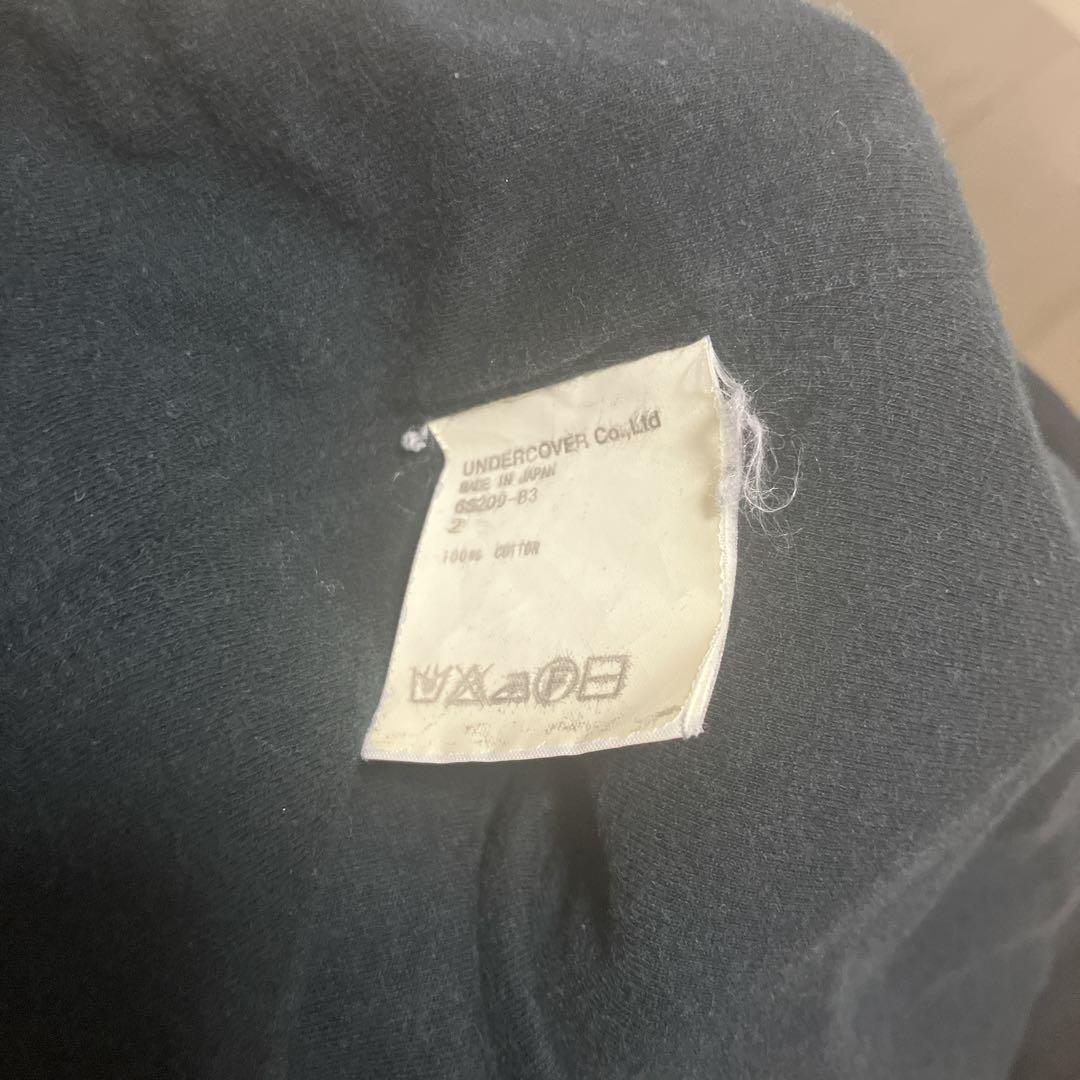 UNDERCOVER Co.,Ltd
MADE IN JAPAN
6S209-B3
2
100% COTTON
F